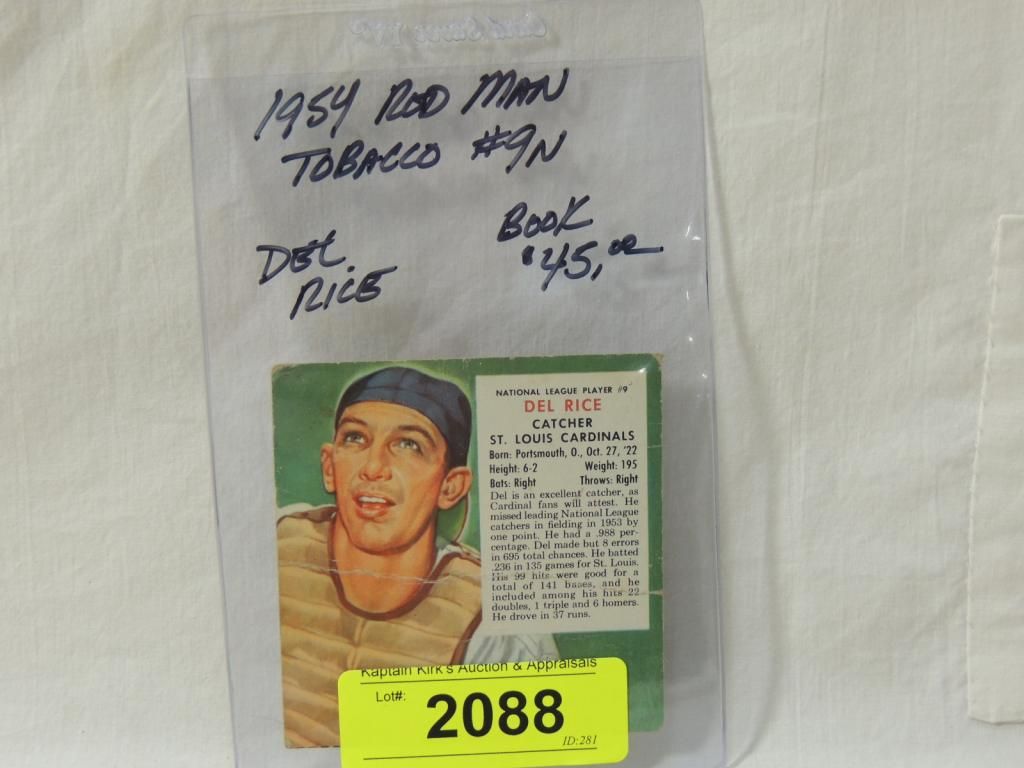 1954 RED MAN
TOBACCO #9N
DEL RICE
BOOK
$45.00
NATIONAL LEAGUE PLAYER #9
DEL RICE
CATCHER
ST. LOUIS CARDINALS
Born: Portsmouth, O., Oct. 27, '22
Height: 6-2 Weight: 195
Bats: Right Throws: Right
Del is an excellent catcher, as
Cardinal fans will attest. He
missed leading National League
catchers in fielding in 1953 by
one point. He had a .988 per-
centage. Del made but 8 errors
in 695 total chances. He batted
.236 in 135 games for St. Louis.
His 99 hits were good for a
total of 141 bases, and he
included among his hits 22
doubles, 1 triple and 6 homers.
He drove in 37 runs.
Kaptain Kirk's Auction & Appraisals
Lot#: 2088
ID:281